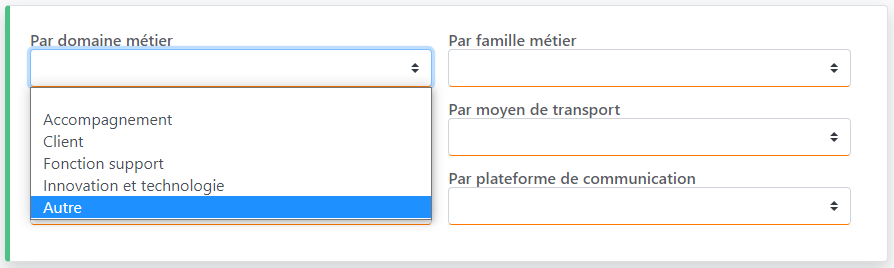 Par domaine métier
Par famille métier
Accompagnement
Client
Fonction support
Innovation et technologie
Autre
Par moyen de transport
Par plateforme de communication